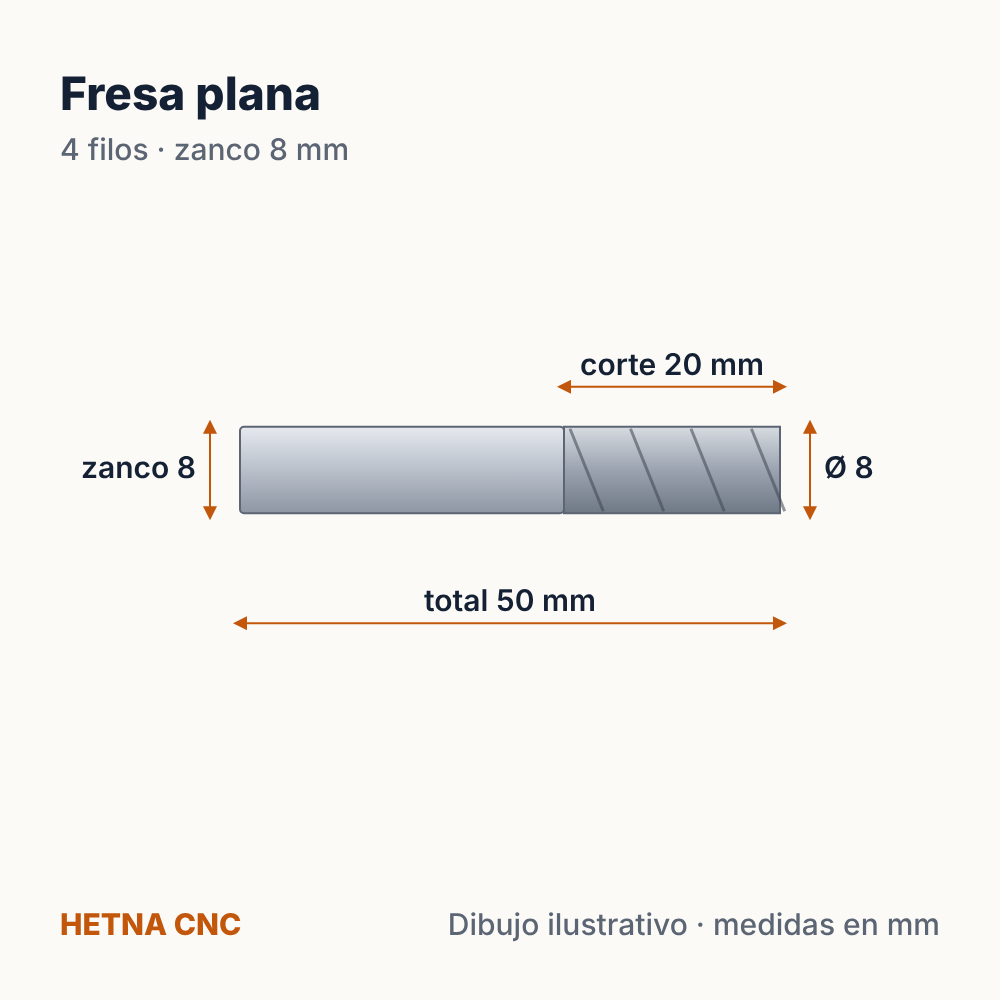 Fresa plana
4 filos · zanco 8 mm
corte 20 mm
zanco 8
Ø 8
total 50 mm
HETNA CNC
Dibujo ilustrativo · medidas en mm